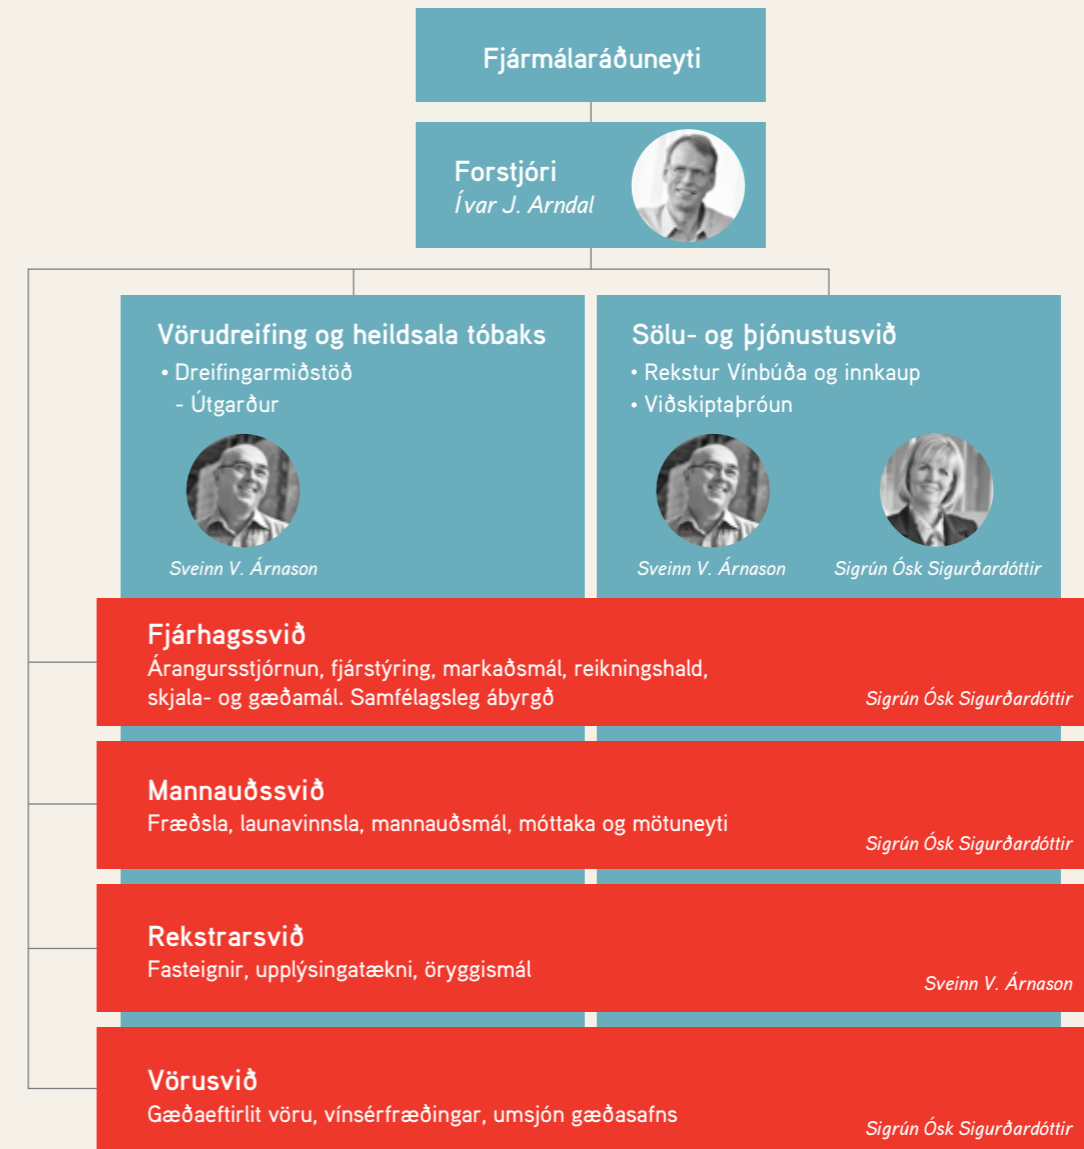 Fjármálaráðuneyti
Forstjóri
Ívar J. Arndal
Vörudreifing og heildsala tóbaks
• Dreifingarmiðstöð
- Útgarður
Sveinn V. Árnason
Sölu- og þjónustusvið
• Rekstur Vínbúða og innkaup
• Viðskiptaþróun
Sveinn V. Árnason
Sigrún Ósk Sigurðardóttir
Fjárhagssvið
Árangursstjórnun, fjárstýring, markaðsmál, reikningshald,
skjala- og gæðamál. Samfélagsleg ábyrgð
Sigrún Ósk Sigurðardóttir
Mannauðssvið
Fræðsla, launavinnsla, mannauðsmál, móttaka og mötuneyti
Sigrún Ósk Sigurðardóttir
Rekstrarsvið
Fasteignir, upplýsingatækni, öryggismál
Sveinn V. Árnason
Vörusvið
Gæðaeftirlit vöru, vínsérfræðingar, umsjón gæðasafns
Sigrún Ósk Sigurðardóttir